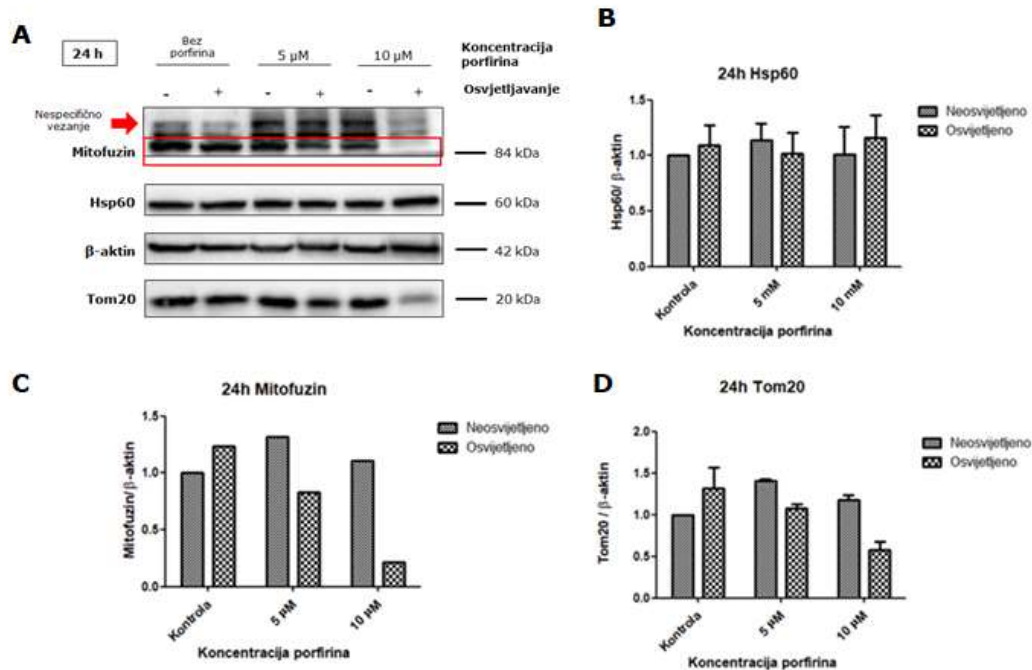 A
24 h
Bez
porfirina
5 µM
10 µM
Koncentracija
porfirina
- + - + - +
Osvjetljavanje
Nespecifično
vezanje
Mitofuzin
84 kDa
Hsp60
60 kDa
β-aktin
42 kDa
Tom20
20 kDa
B
24h Hsp60
Hsp60/ β-aktin
1.5
1.0
0.5
0.0
Kontrola
5 mM
10 mM
Koncentracija porfirina
Neosvijetljeno
Osvijetljeno
C
24h Mitofuzin
Mitofuzin/β-aktin
1.5
1.0
0.5
0.0
Kontrola
5 µM
10 µM
Koncentracija porfirina
Neosvijetljeno
Osvijetljeno
D
24h Tom20
Tom20 / β-aktin
2.0
1.5
1.0
0.5
0.0
Kontrola
5 µM
10 µM
Koncentracija porfirina
Neosvijetljeno
Osvijetljeno